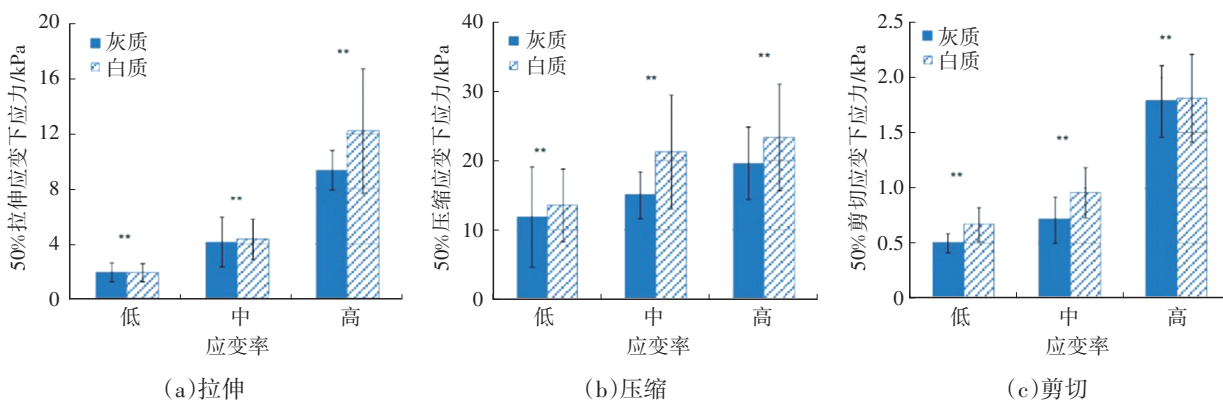 50%拉伸应变下应力/kPa
20
16
12
8
4
0
灰质
白质
**
**
**
低
中
高
应变率
(a)拉伸
50%压缩应变下应力/kPa
40
30
20
10
0
灰质
白质
**
**
**
低
中
高
应变率
(b)压缩
50%剪切应变下应力/kPa
2.5
2.0
1.5
1.0
0.5
0
灰质
白质
**
**
**
低
中
高
应变率
(c)剪切